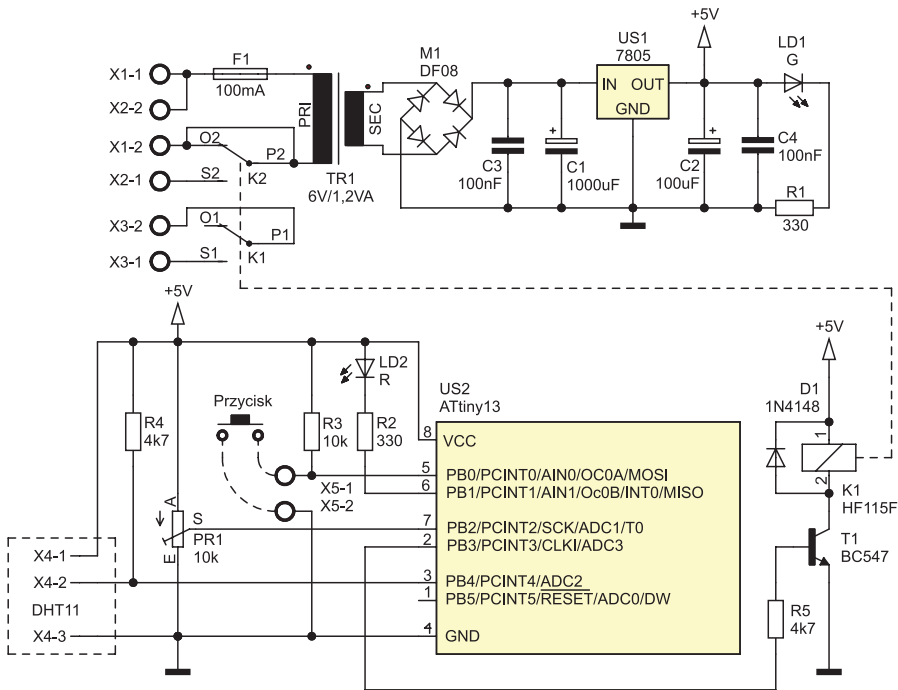 X1-1
X2-2
X1-2
X2-1
X3-2
X3-1
F1
100mA
O2
P2
S2
K2
O1
P1
S1
K1
PRI
SEC
TR1
6V/1,2VA
M1
DF08
C3
100nF
+
C1
1000uF
US1
7805
IN OUT
GND
+5V
+
C2
100uF
C4
100nF
LD1
G
R1
330
+5V
R4
4k7
Przycisk
R3
10k
LD2
R
R2
330
X5-1
X5-2
A
S
E
PR1
10k
X4-1
X4-2
DHT11
X4-3
US2
ATtiny13
8
VCC
5
PB0/PCINT0/AIN0/OC0A/MOSI
6
PB1/PCINT1/AIN1/Oc0B/INT0/MISO
7
PB2/PCINT2/SCK/ADC1/T0
2
PB3/PCINT3/CLKI/ADC3
3
PB4/PCINT4/ADC2
1
PB5/PCINT5/RESET/ADC0/DW
4
GND
+5V
D1
1N4148
1
2
K1
HF115F
T1
BC547
R5
4k7